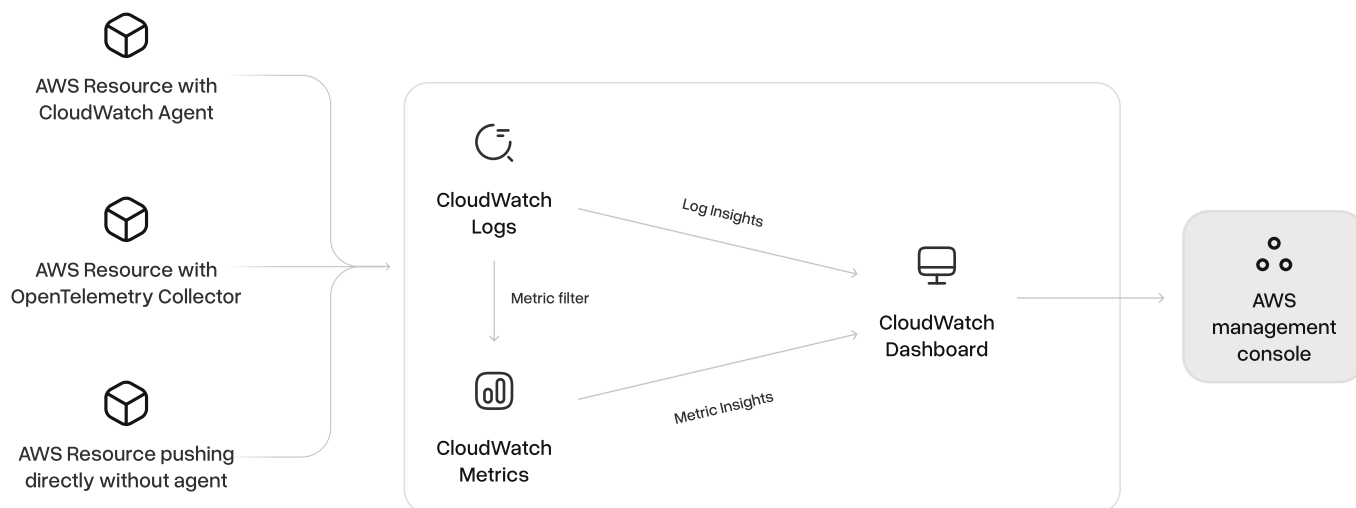 AWS Resource with
CloudWatch Agent
AWS Resource with
OpenTelemetry Collector
AWS Resource pushing
directly without agent
CloudWatch
Logs
Metric filter
CloudWatch
Metrics
Log Insights
Metric Insights
CloudWatch
Dashboard
AWS
management
console